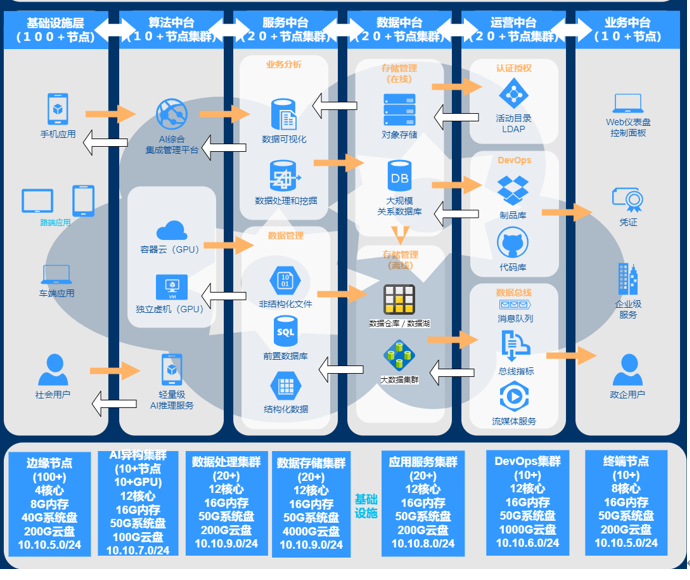 基础设施层
（１００＋节点）
算法中台
（１０＋节点集群）
服务中台
（２０＋节点集群）
数据中台
（２０＋节点集群）
运营中台
（２０＋节点集群）
业务中台
（１０＋节点）
手机应用
路端应用
车端应用
社会用户
AI综合
集成管理平台
容器云（GPU）
VM
独立虚机（GPU）
轻量级
AI推理服务
业务分析
数据可视化
数据处理和挖掘
数据管理
10
01
非结构化文件
SQL
前置数据库
结构化数据
存储管理
（在线）
对象存储
DB
大规模
关系数据库
存储管理
（离线）
数据仓库 / 数据湖
大数据集群
认证授权
活动目录
LDAP
DevOps
制品库
代码库
数据总线
消息队列
总线指标
流媒体服务
Web仪表盘
控制面板
凭证
企业级
服务
政企用户
边缘节点
(100+)
4核心
8G内存
40G系统盘
200G云盘
10.10.5.0/24
AI异构集群
(10+节点
10+GPU)
12核心
16G内存
50G系统盘
100G云盘
10.10.7.0/24
数据处理集群
(20+)
12核心
16G内存
50G系统盘
200G云盘
10.10.9.0/24
数据存储集群
(20+)
12核心
16G内存
50G系统盘
4000G云盘
10.10.9.0/24
基础
设施
应用服务集群
(20+)
12核心
16G内存
50G系统盘
200G云盘
10.10.8.0/24
DevOps集群
(10+)
12核心
16G内存
50G系统盘
1000G云盘
10.10.6.0/24
终端节点
(10+)
8核心
16G内存
50G系统盘
200G云盘
10.10.5.0/24